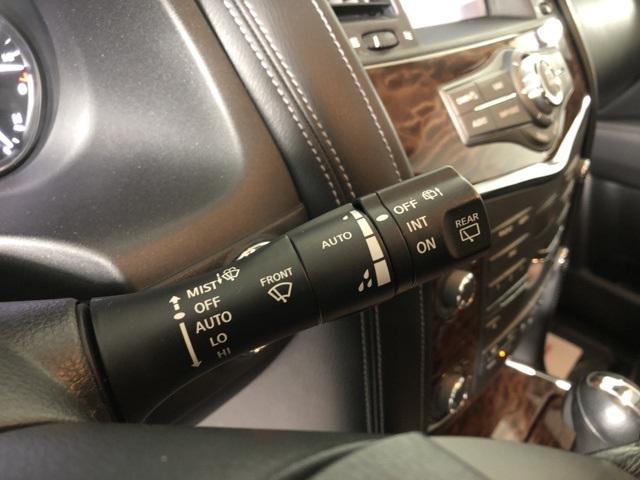 MIST
OFF
AUTO
LO
HI
FRONT
AUTO
OFF
INT
ON
REAR